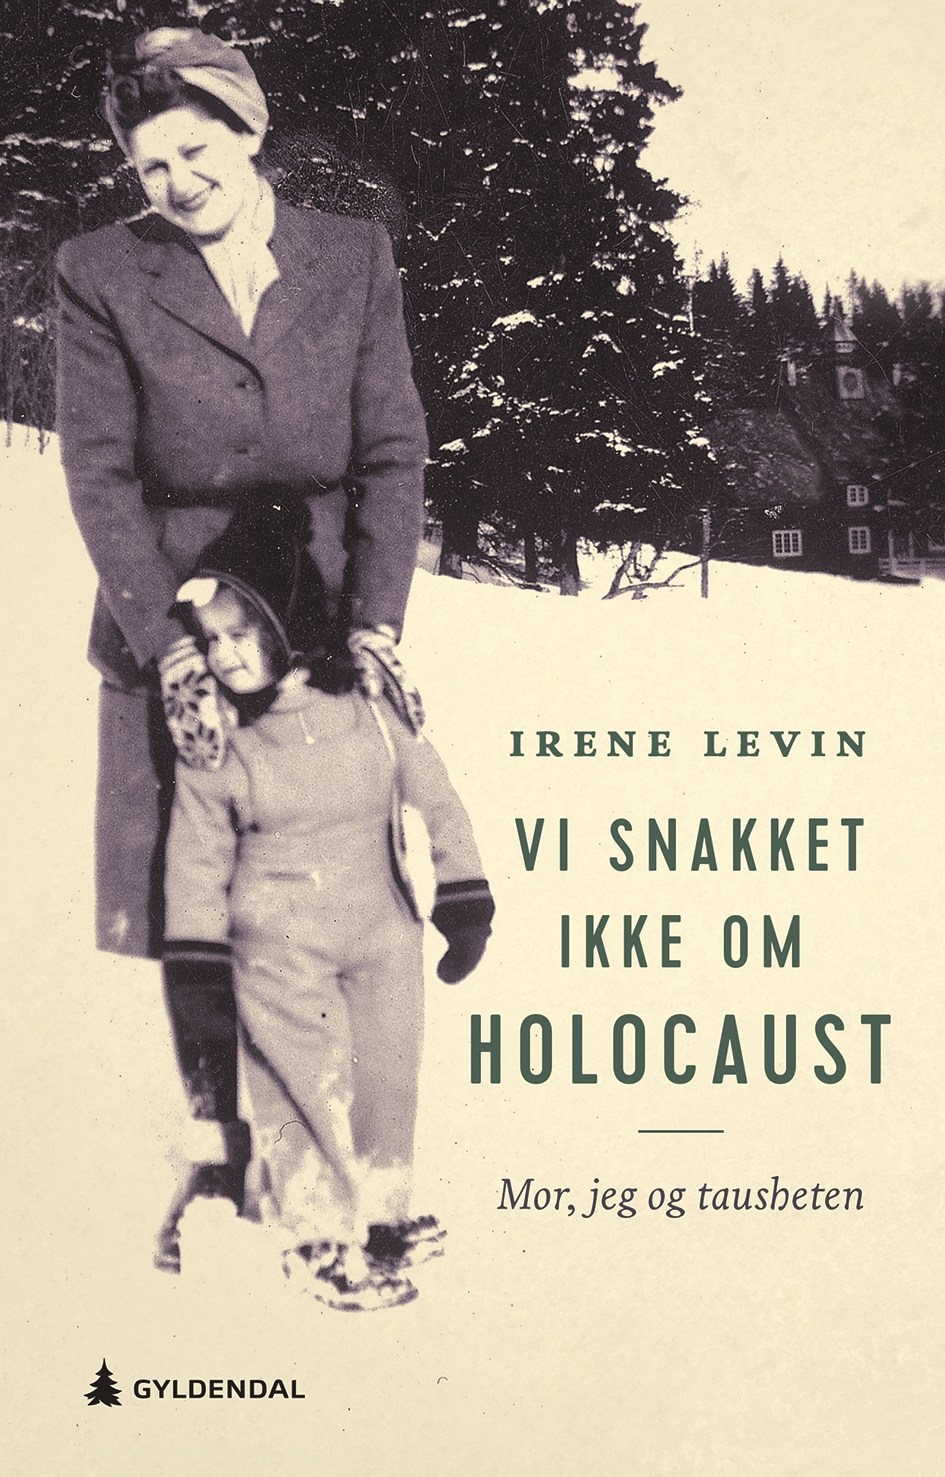 IRENE LEVIN
VI SNAKKET
IKKE OM
HOLOCAUST
Mor, jeg og tausheten
GYLDENDAL